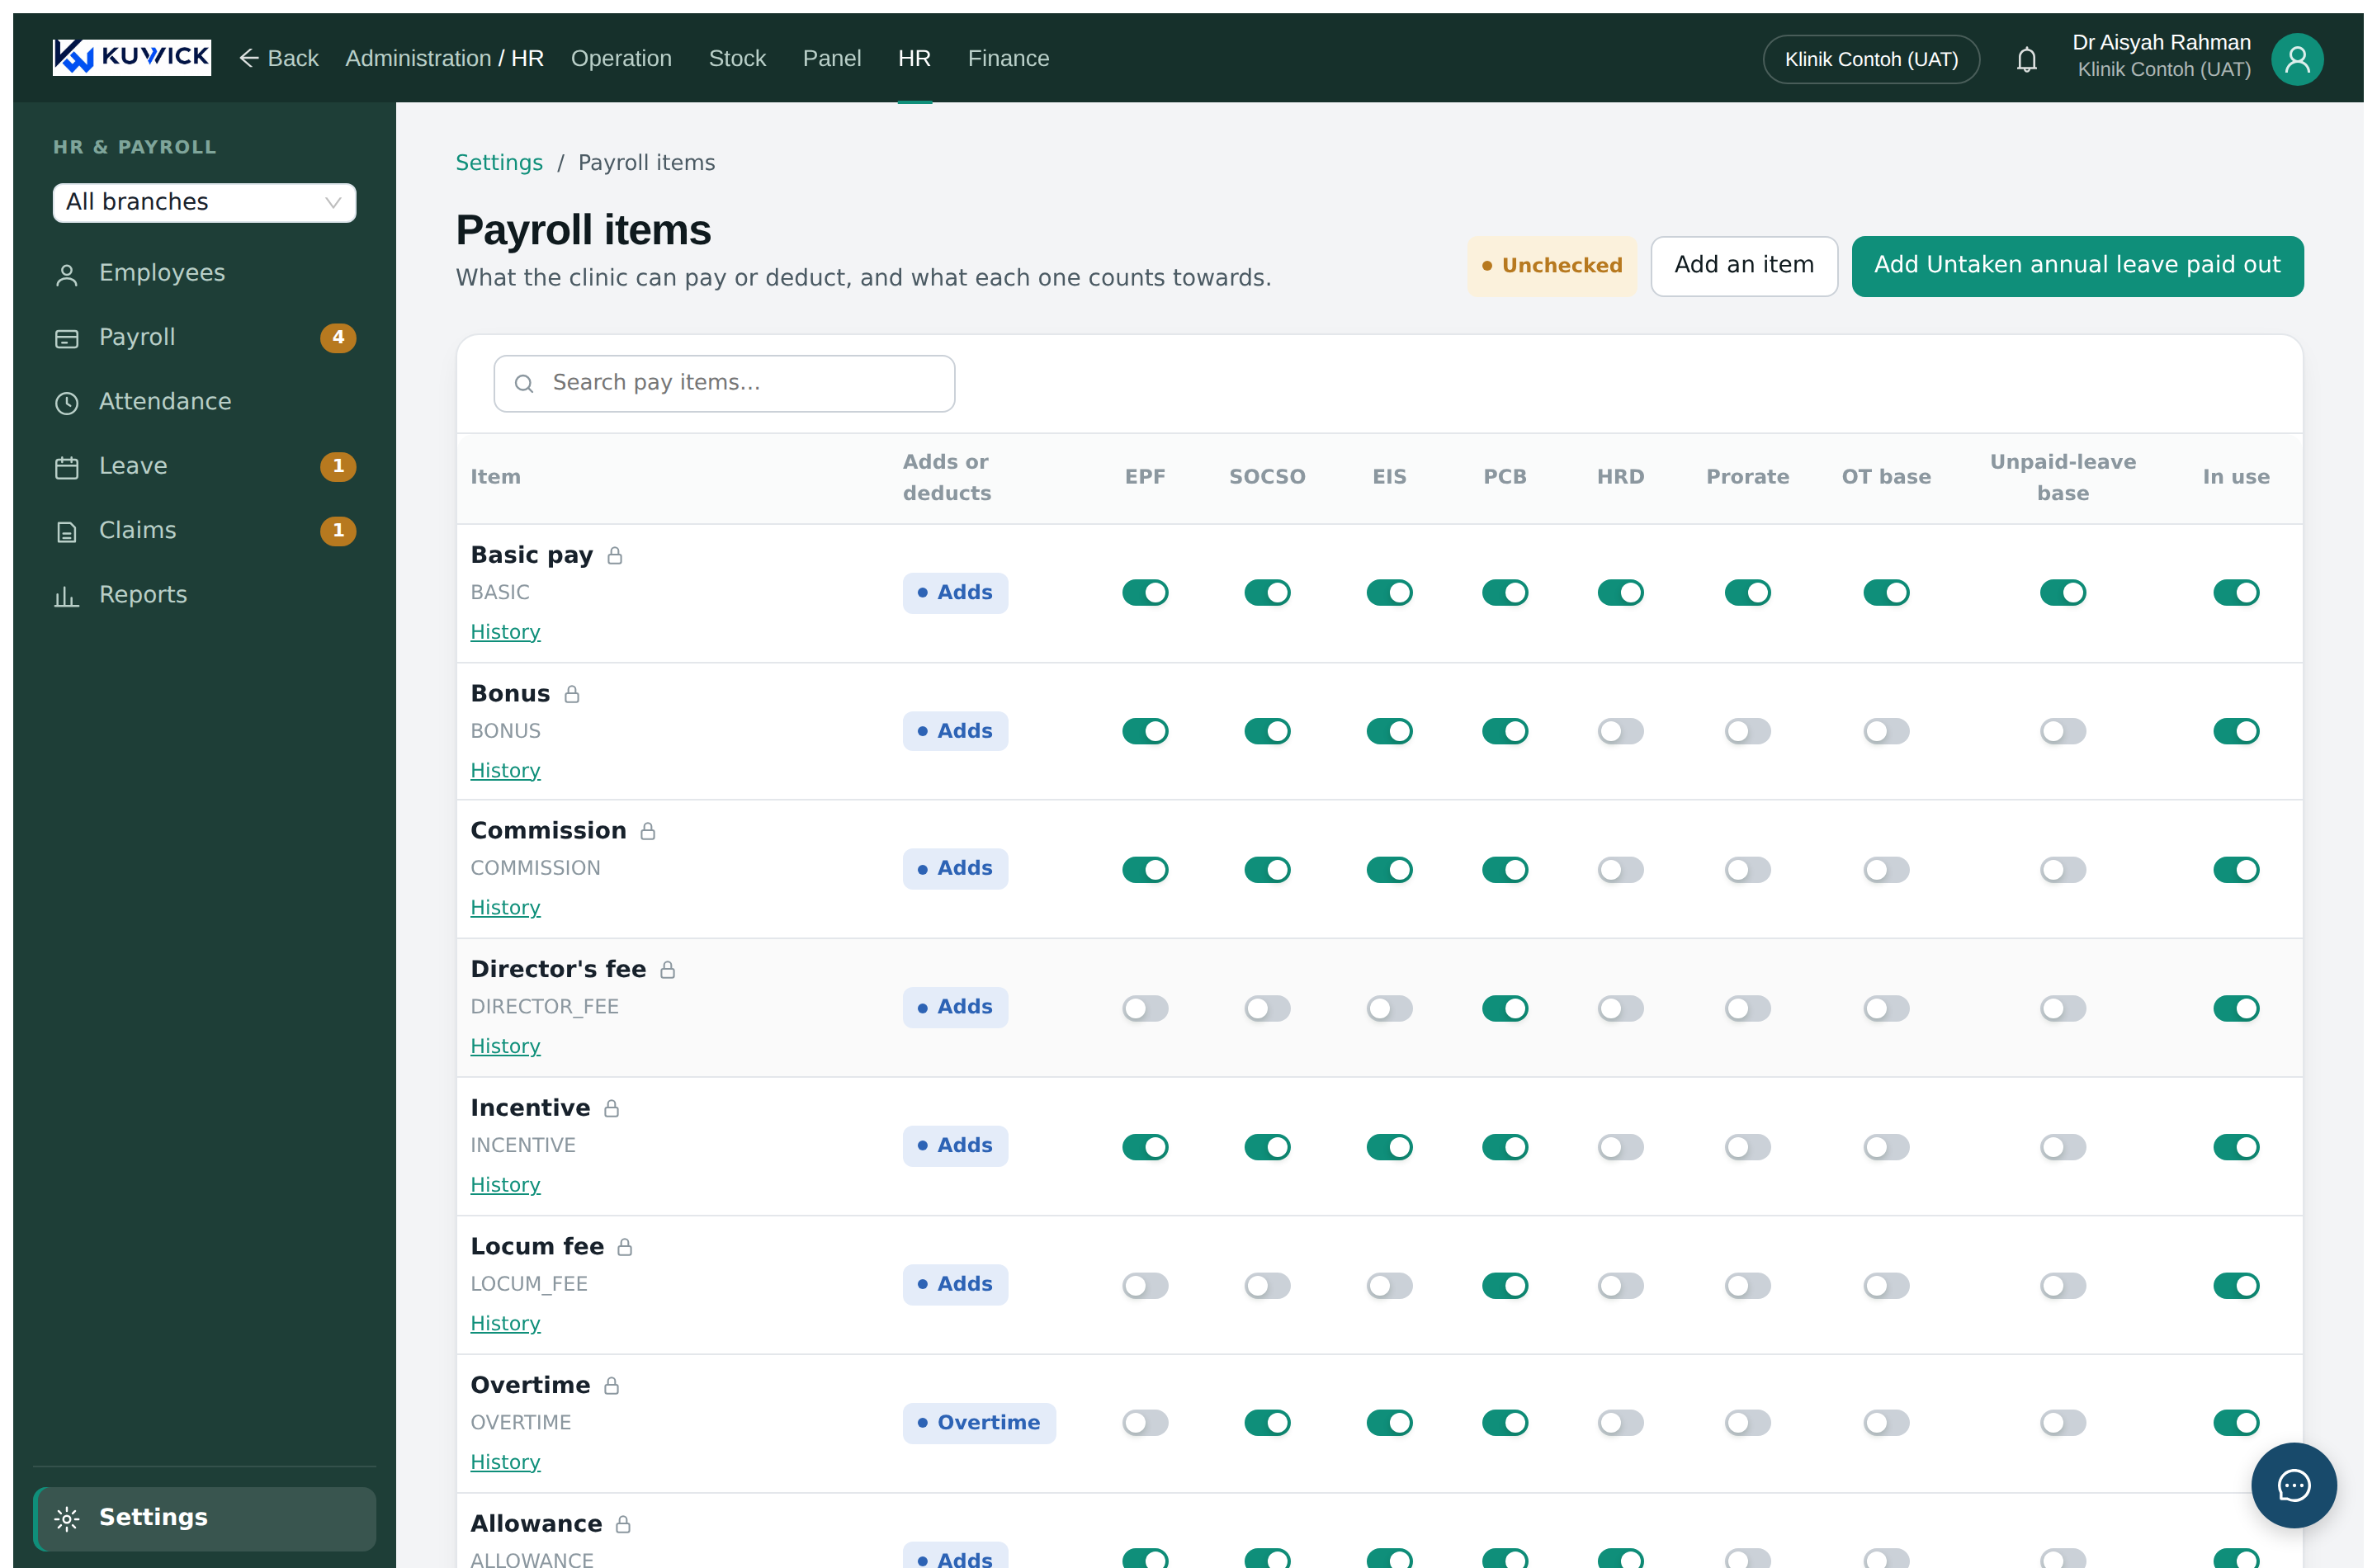 KUWICK
Back
Administration / HR
Operation
Stock
Panel
HR
Finance
Klinik Contoh (UAT)
Dr Aisyah Rahman
Klinik Contoh (UAT)
HR & PAYROLL
All branches
Employees
Payroll 4
Attendance
Leave 1
Claims 1
Reports
Settings
Settings / Payroll items
Payroll items
What the clinic can pay or deduct, and what each one counts towards.
Unchecked
Add an item
Add Untaken annual leave paid out
Search pay items...
Item
Adds or
deducts
EPF
SOCSO
EIS
PCB
HRD
Prorate
OT base
Unpaid-leave
base
In use
Basic pay
BASIC
History
Adds
Bonus
BONUS
History
Adds
Commission
COMMISSION
History
Adds
Director's fee
DIRECTOR_FEE
History
Adds
Incentive
INCENTIVE
History
Adds
Locum fee
LOCUM_FEE
History
Adds
Overtime
OVERTIME
History
Overtime
Allowance
ALLOWANCE
Adds